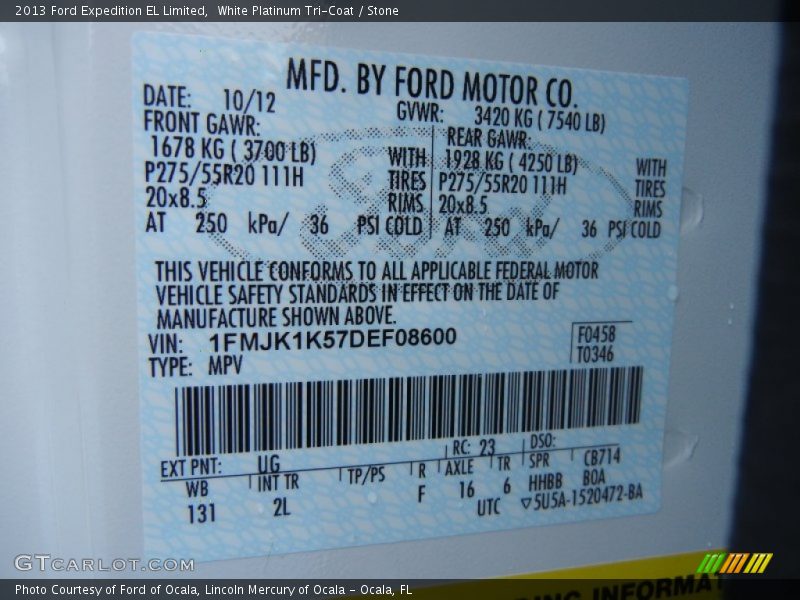 2013 Ford Expedition EL Limited,  White Platinum Tri-Coat / Stone
MFD. BY FORD MOTOR CO.
DATE: 10/12 GVWR: 3420 KG ( 7540 LB)
FRONT GAWR: REAR GAWR:
1678 KG ( 3700 LB) WITH 1928 KG ( 4250 LB) WITH
P275/55R20 111H TIRES P275/55R20 111H TIRES
20x8.5 RIMS 20x8.5 RIMS
AT 250 kPa/ 36 PSI COLD AT 250 kPa/ 36 PSI COLD
THIS VEHICLE CONFORMS TO ALL APPLICABLE FEDERAL MOTOR
VEHICLE SAFETY STANDARDS IN EFFECT ON THE DATE OF
MANUFACTURE SHOWN ABOVE.
VIN: 1FMJK1K57DEF08600 F0458
TYPE: MPV T0346
EXT PNT: UG RC: 23 DSO:
WB INT TR TP/PS R AXLE TR SPR CB714
131 2L F 16 6 HHBB BOA
UTC ▽5U5A-1520472-BA
GTCARLOT.COM
INFORMAT
Photo Courtesy of Ford of Ocala, Lincoln Mercury of Ocala - Ocala, FL